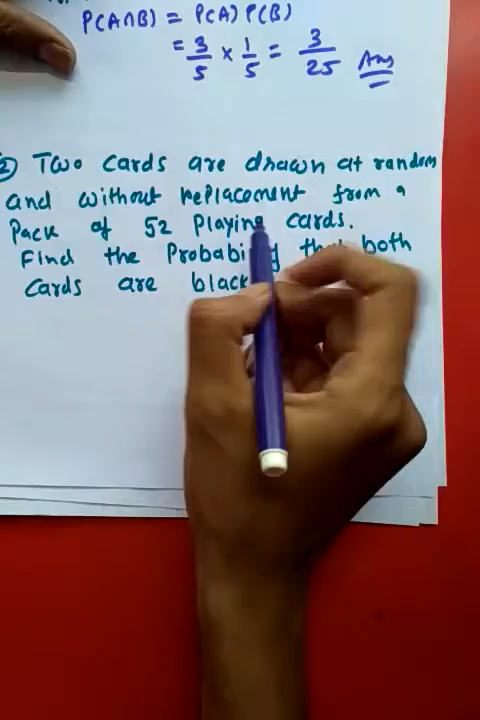 P(A∩B) = P(A) P(B)
= 3/5 × 1/5 = 3/25 Ans
2) Two cards are drawn at random
and without replacement from a
Pack of 52 Playing cards.
Find the both
cards are black